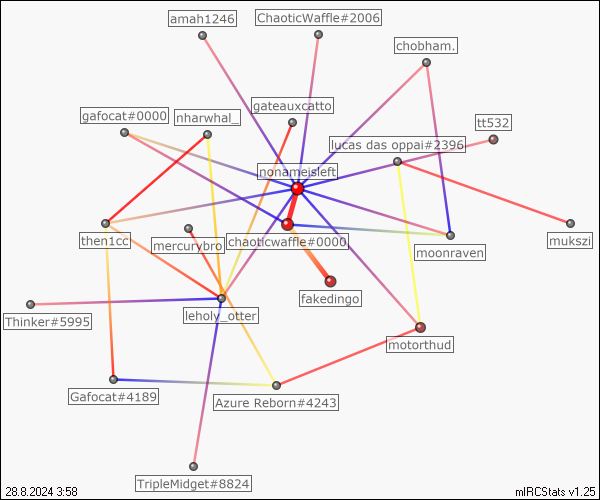 amah1246
ChaoticWaffle#2006
chobham.
gateauxcatto
gafocat#0000
nharwhal_
tt532
lucas das oppai#2396
nonameisleft
then1cc
mercurybro
chaoticwaffle#0000
moonraven
mukszi
fakedingo
Thinker#5995
leholy_otter
motorthud
Gafocat#4189
Azure Reborn#4243
TripleMidget#8824
28.8.2024 3:58
mIRCStats v1.25